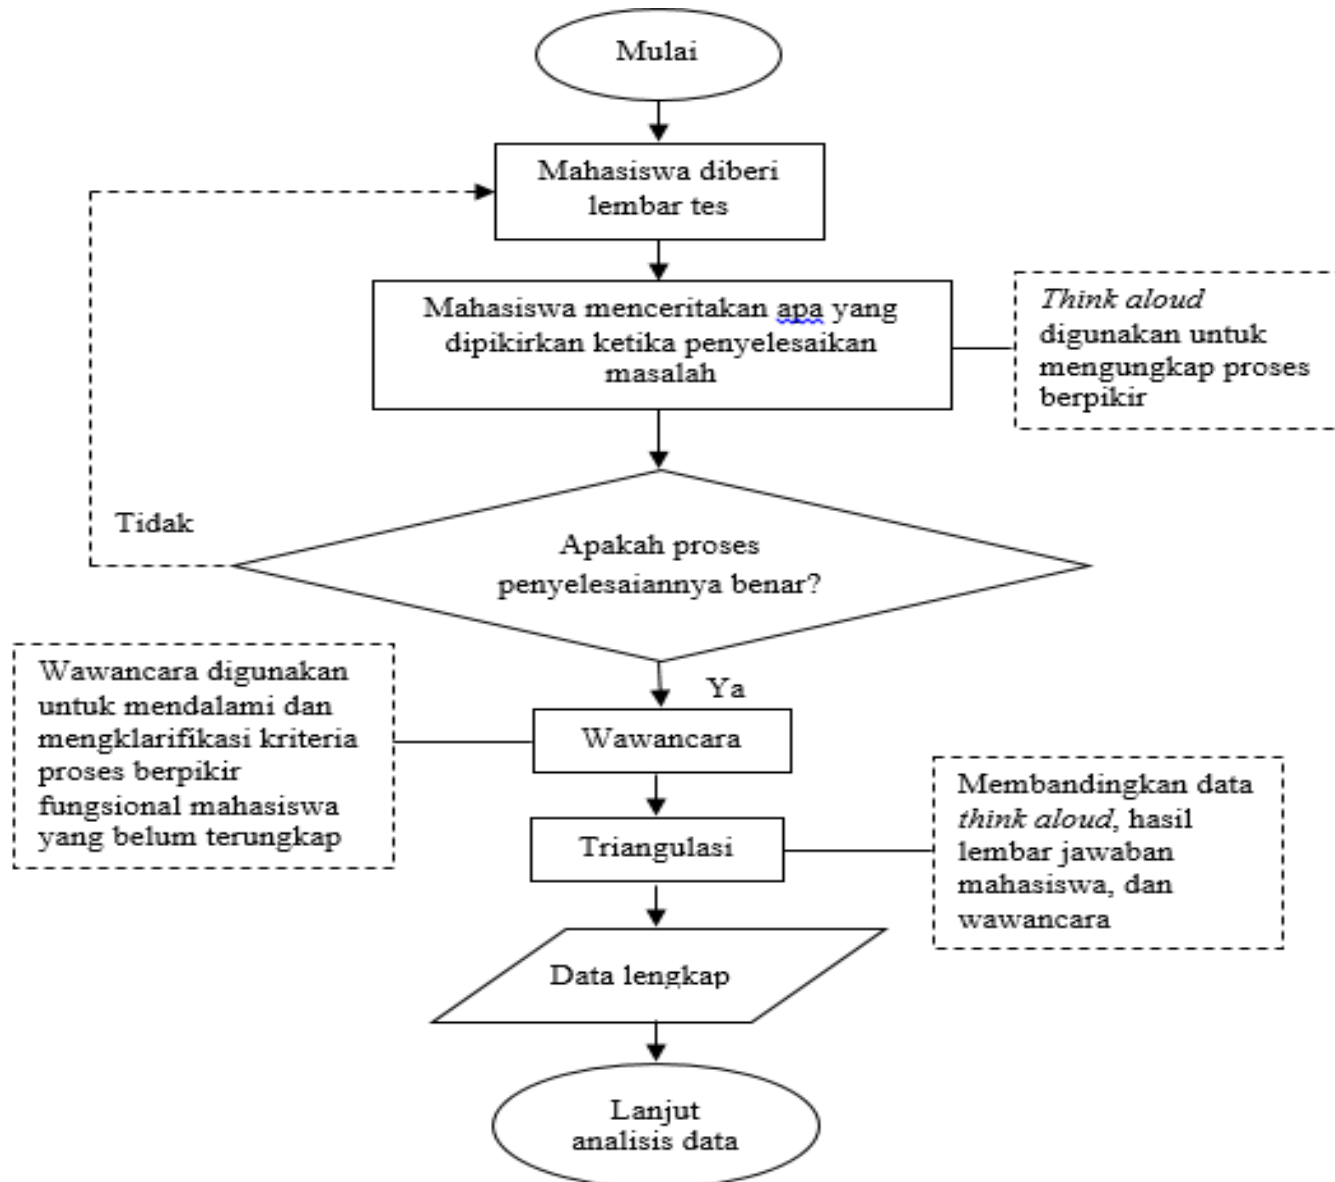 Mulai
Mahasiswa diberi
lembar tes
Mahasiswa menceritakan apa yang
dipikirkan ketika penyelesaikan
masalah
Think aloud
digunakan untuk
mengungkap proses
berpikir
Tidak
Apakah proses
penyelesaiannya benar?
Ya
Wawancara digunakan
untuk mendalami dan
mengklarifikasi kriteria
proses berpikir
fungsional mahasiswa
yang belum terungkap
Wawancara
Triangulasi
Membandingkan data
think aloud, hasil
lembar jawaban
mahasiswa, dan
wawancara
Data lengkap
Lanjut
analisis data